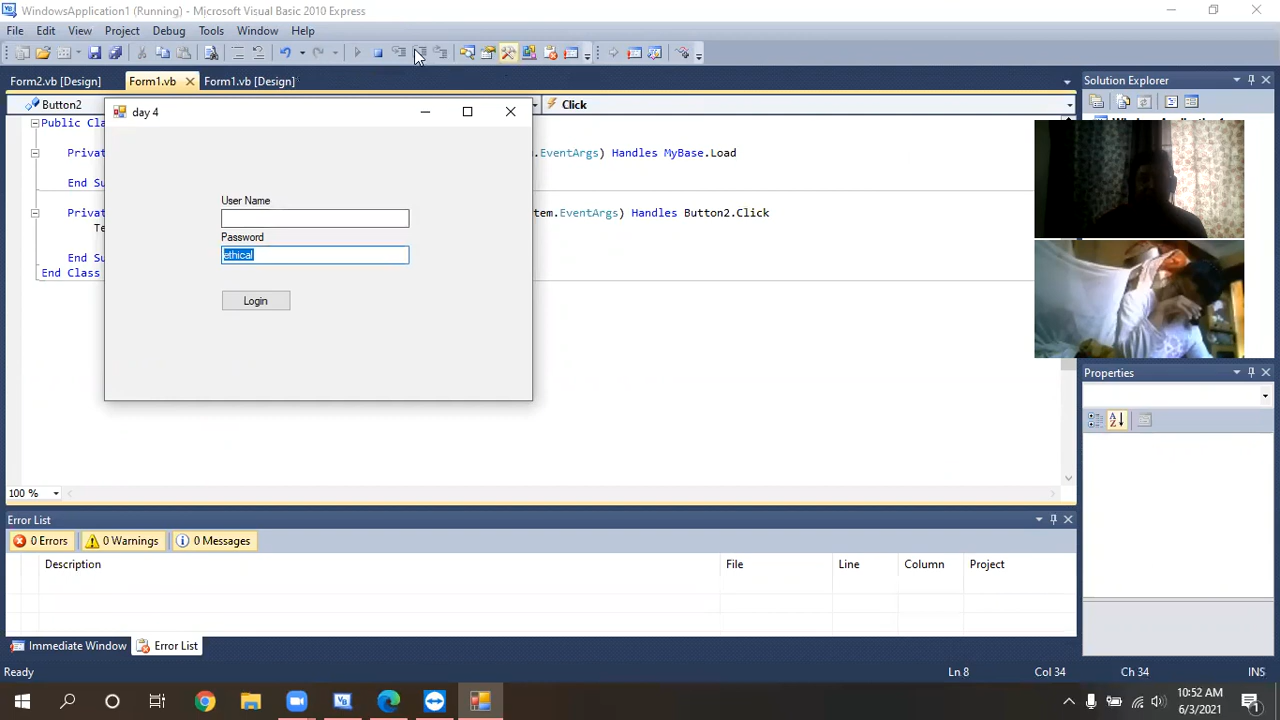 WindowsApplication1 (Running) - Microsoft Visual Basic 2010 Express
File Edit View Project Debug Tools Window Help
Form2.vb [Design] Form1.vb Form1.vb [Design]
Solution Explorer
Button2
Click
day 4
Public Cla
Private
.EventArgs) Handles MyBase.Load
End Su
Private
tem.EventArgs) Handles Button2.Click
Te
End Su
End Class
User Name
Password
ethical
Login
Properties
100 %
Error List
0 Errors 0 Warnings 0 Messages
Description File Line Column Project
Immediate Window Error List
Ready Ln 8 Col 34 Ch 34 INS
10:52 AM
6/3/2021